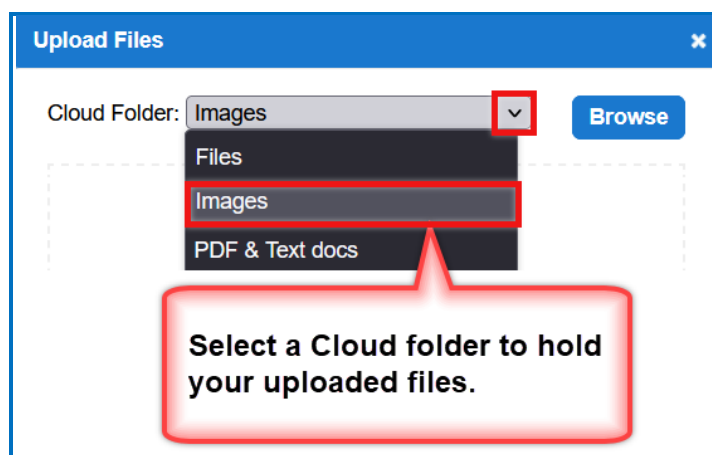 Upload Files
Cloud Folder: Images Browse
Files
Images
PDF & Text docs
Select a Cloud folder to hold
your uploaded files.